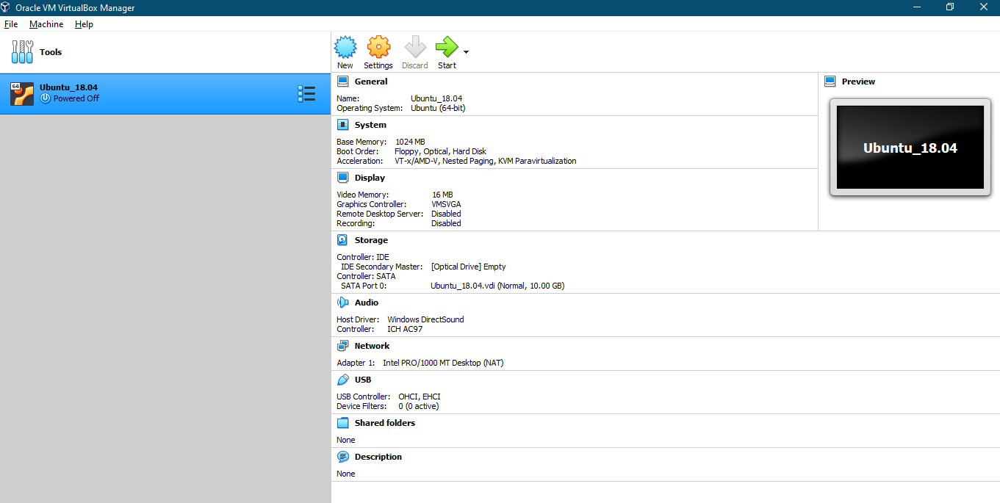 Oracle VM VirtualBox Manager
File Machine Help
Tools
New Settings Discard Start
64
Ubuntu_18.04
Powered Off
General
Name: Ubuntu_18.04
Operating System: Ubuntu (64-bit)
System
Base Memory: 1024 MB
Boot Order: Floppy, Optical, Hard Disk
Acceleration: VT-x/AMD-V, Nested Paging, KVM Paravirtualization
Display
Video Memory: 16 MB
Graphics Controller: VMSVGA
Remote Desktop Server: Disabled
Recording: Disabled
Preview
Ubuntu_18.04
Storage
Controller: IDE
IDE Secondary Master: [Optical Drive] Empty
Controller: SATA
SATA Port 0: Ubuntu_18.04.vdi (Normal, 10.00 GB)
Audio
Host Driver: Windows DirectSound
Controller: ICH AC97
Network
Adapter 1: Intel PRO/1000 MT Desktop (NAT)
USB
USB Controller: OHCI, EHCI
Device Filters: 0 (0 active)
Shared folders
None
Description
None